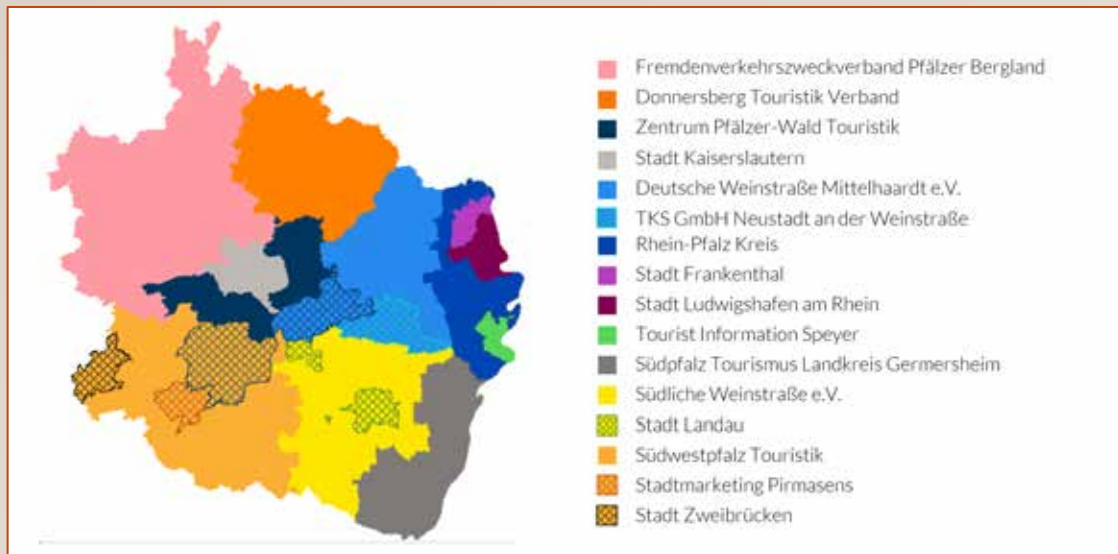 Fremdenverkehrszweckverband Pfälzer Bergland
Donnersberg Touristik Verband
Zentrum Pfälzer-Wald Touristik
Stadt Kaiserslautern
Deutsche Weinstraße Mittelhaardt e.V.
TKS GmbH Neustadt an der Weinstraße
Rhein-Pfalz Kreis
Stadt Frankenthal
Stadt Ludwigshafen am Rhein
Tourist Information Speyer
Südpfalz Tourismus Landkreis Germersheim
Südliche Weinstraße e.V.
Stadt Landau
Südwestpfalz Touristik
Stadtmarketing Pirmasens
Stadt Zweibrücken